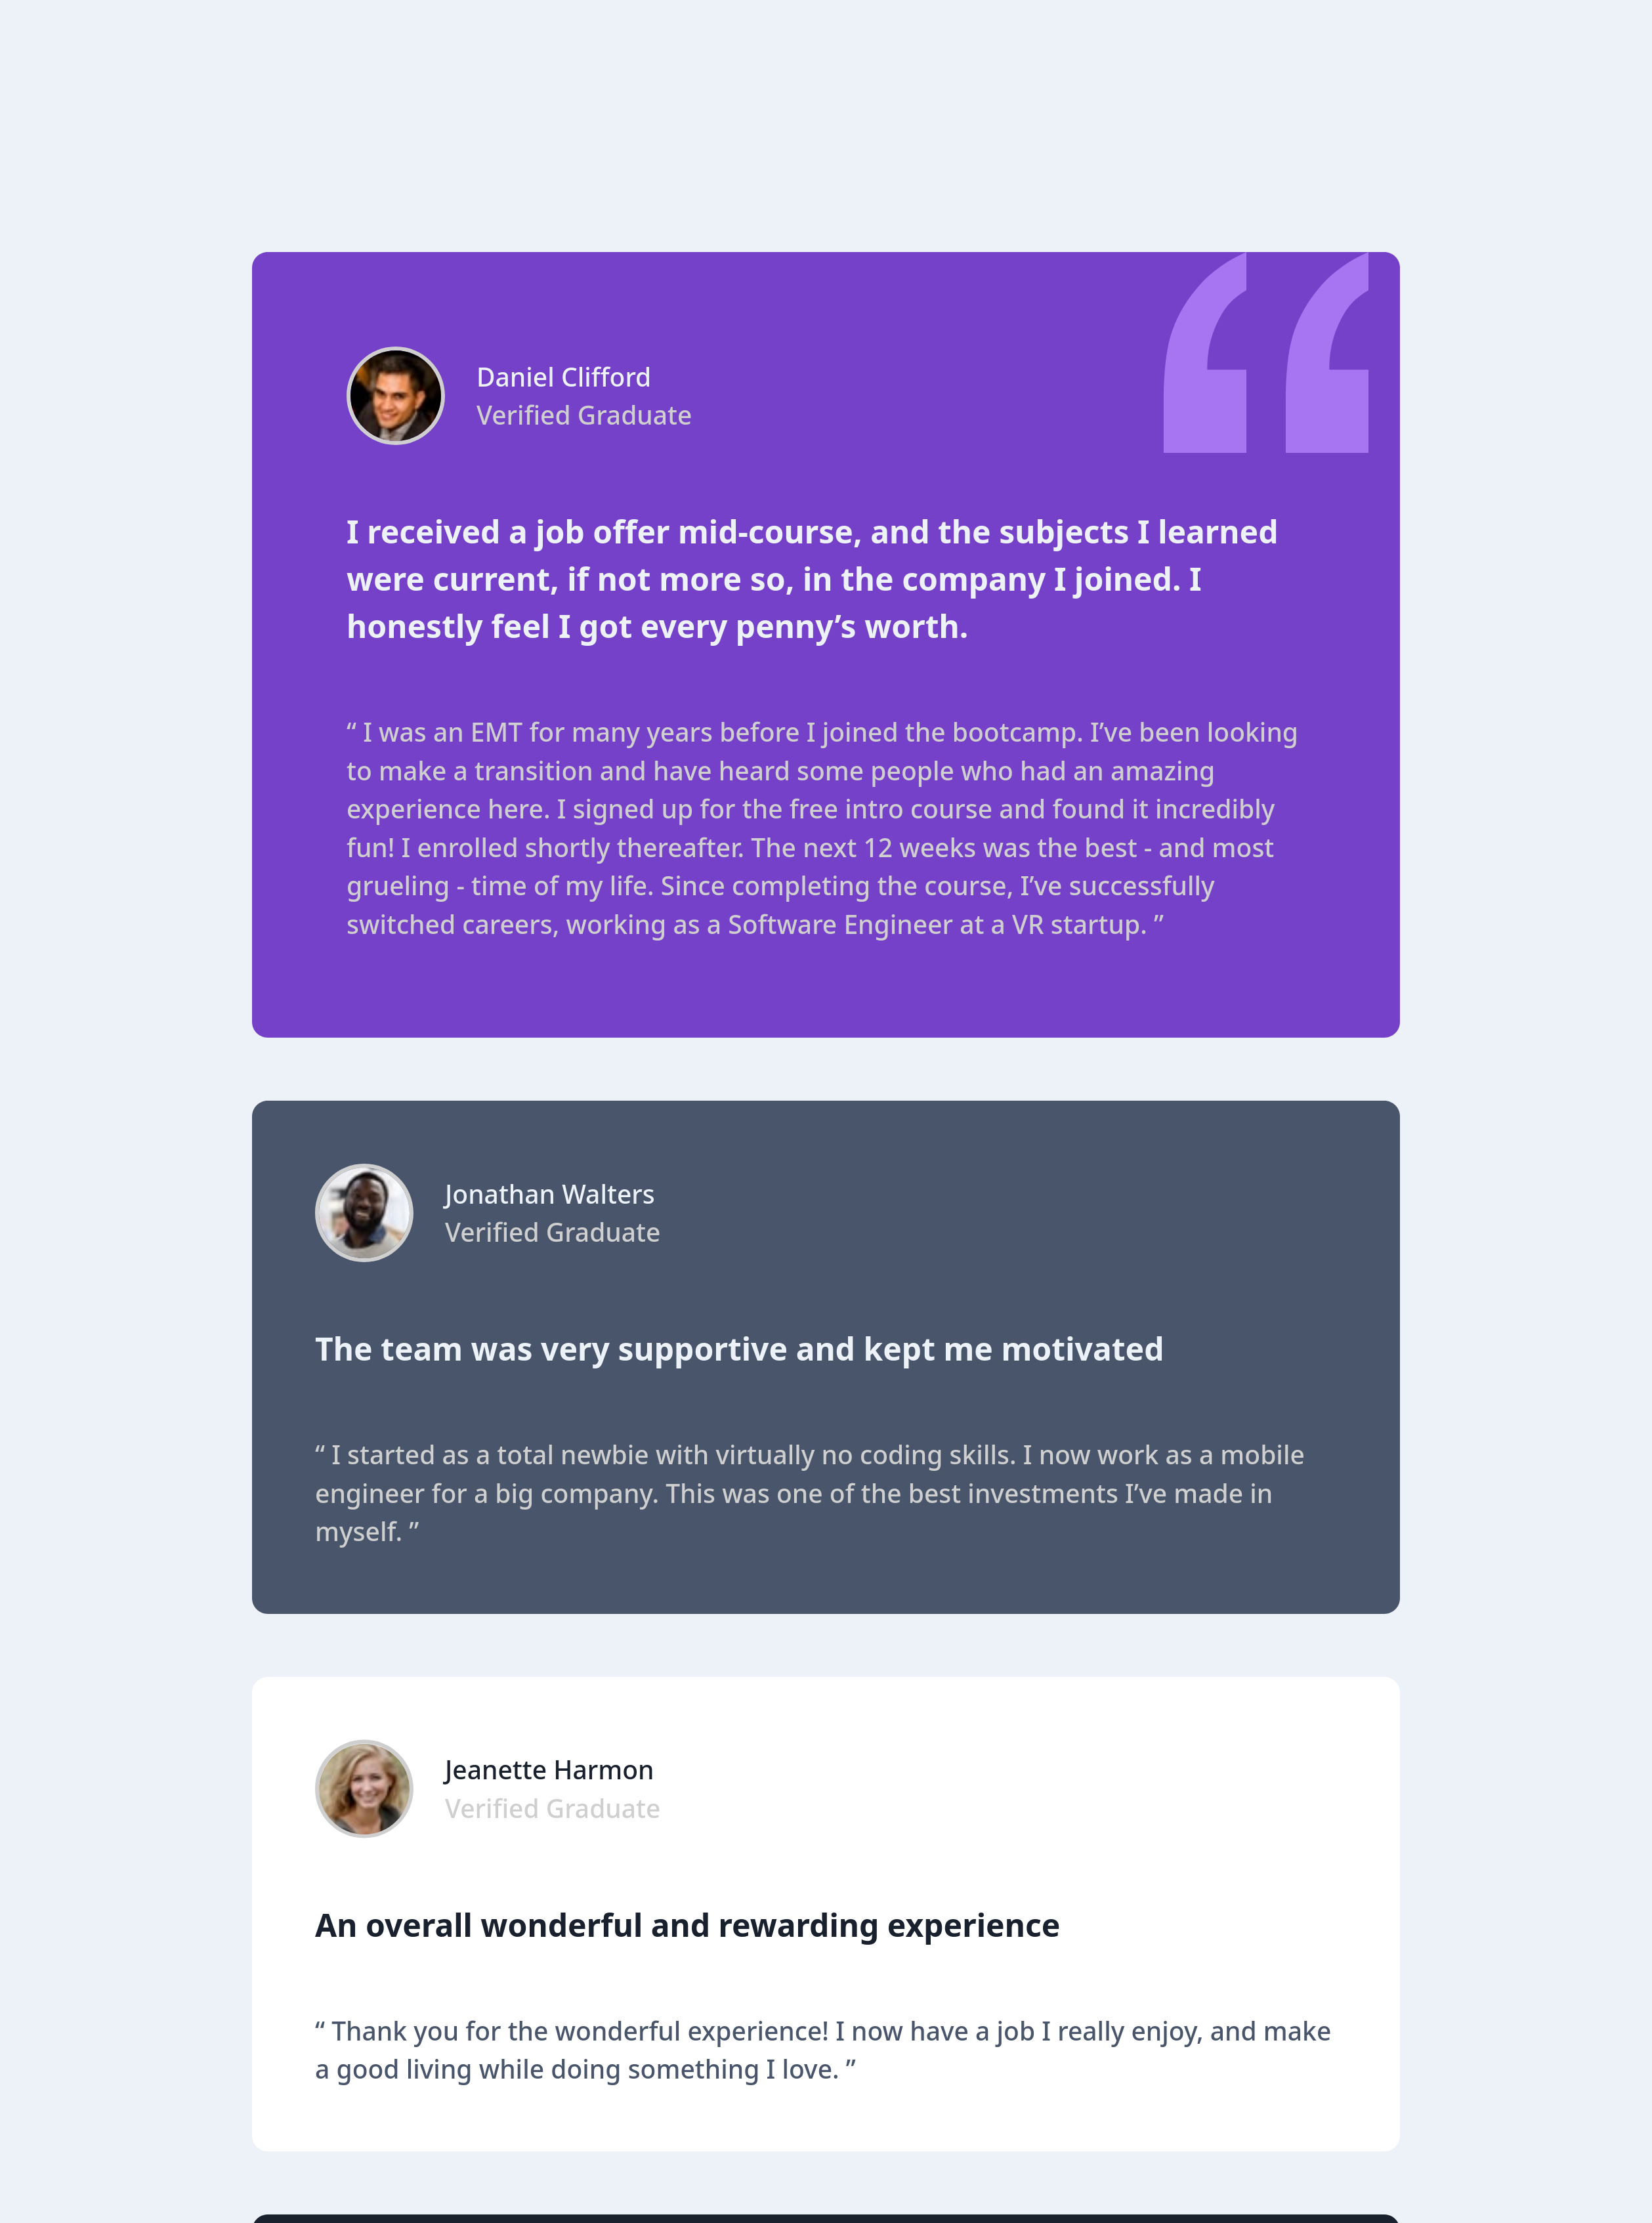 Daniel Clifford
Verified Graduate
I received a job offer mid-course, and the subjects I learned
were current, if not more so, in the company I joined. I
honestly feel I got every penny’s worth.
“ I was an EMT for many years before I joined the bootcamp. I’ve been looking
to make a transition and have heard some people who had an amazing
experience here. I signed up for the free intro course and found it incredibly
fun! I enrolled shortly thereafter. The next 12 weeks was the best - and most
grueling - time of my life. Since completing the course, I’ve successfully
switched careers, working as a Software Engineer at a VR startup. ”
Jonathan Walters
Verified Graduate
The team was very supportive and kept me motivated
“ I started as a total newbie with virtually no coding skills. I now work as a mobile
engineer for a big company. This was one of the best investments I’ve made in
myself. ”
Jeanette Harmon
Verified Graduate
An overall wonderful and rewarding experience
“ Thank you for the wonderful experience! I now have a job I really enjoy, and make
a good living while doing something I love. ”